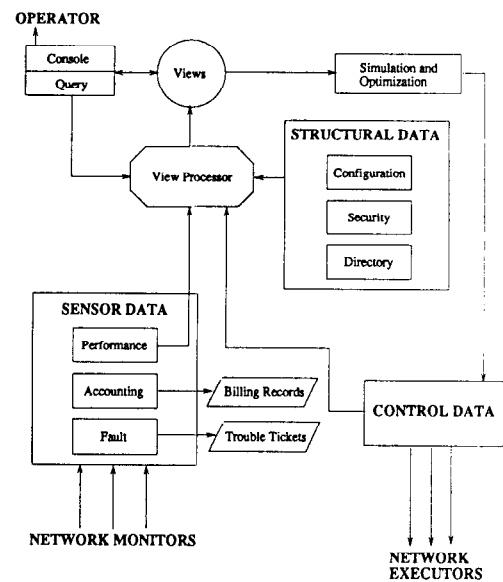 OPERATOR
Console
Query
Views
Simulation and
Optimization
STRUCTURAL DATA
View Processor
Configuration
Security
Directory
SENSOR DATA
Performance
Accounting
Billing Records
Fault
Trouble Tickets
CONTROL DATA
NETWORK MONITORS
NETWORK
EXECUTORS